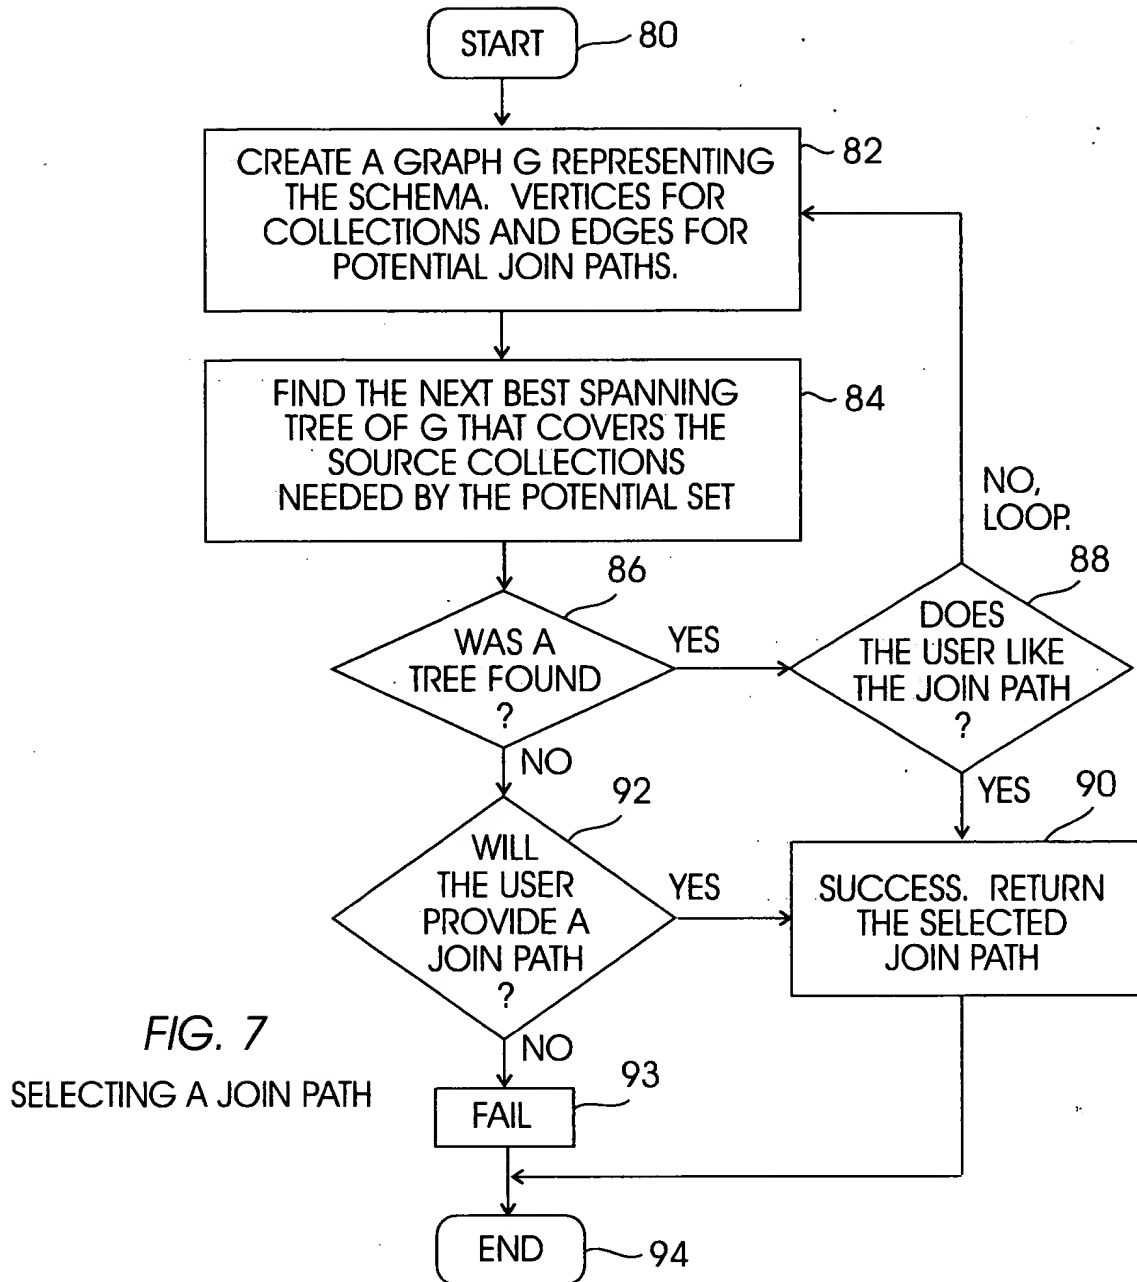 START
80
CREATE A GRAPH G REPRESENTING
THE SCHEMA. VERTICES FOR
COLLECTIONS AND EDGES FOR
POTENTIAL JOIN PATHS.
82
FIND THE NEXT BEST SPANNING
TREE OF G THAT COVERS THE
SOURCE COLLECTIONS
NEEDED BY THE POTENTIAL SET
84
NO,
LOOP.
86
WAS A
TREE FOUND
?
YES
88
DOES
THE USER LIKE
THE JOIN PATH
?
NO
YES
92
WILL
THE USER
PROVIDE A
JOIN PATH
?
YES
90
SUCCESS. RETURN
THE SELECTED
JOIN PATH
NO
FIG. 7
SELECTING A JOIN PATH
93
FAIL
END
94